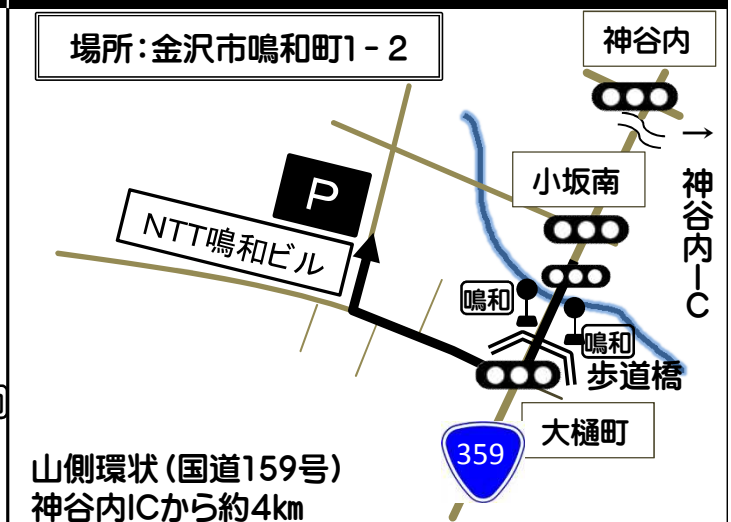 場所:金沢市鳴和町1-2
神谷内
→
神谷内IC
小坂南
P
NTT鳴和ビル
鳴和
鳴和
歩道橋
大樋町
359
山側環状(国道159号)
神谷内ICから約4km